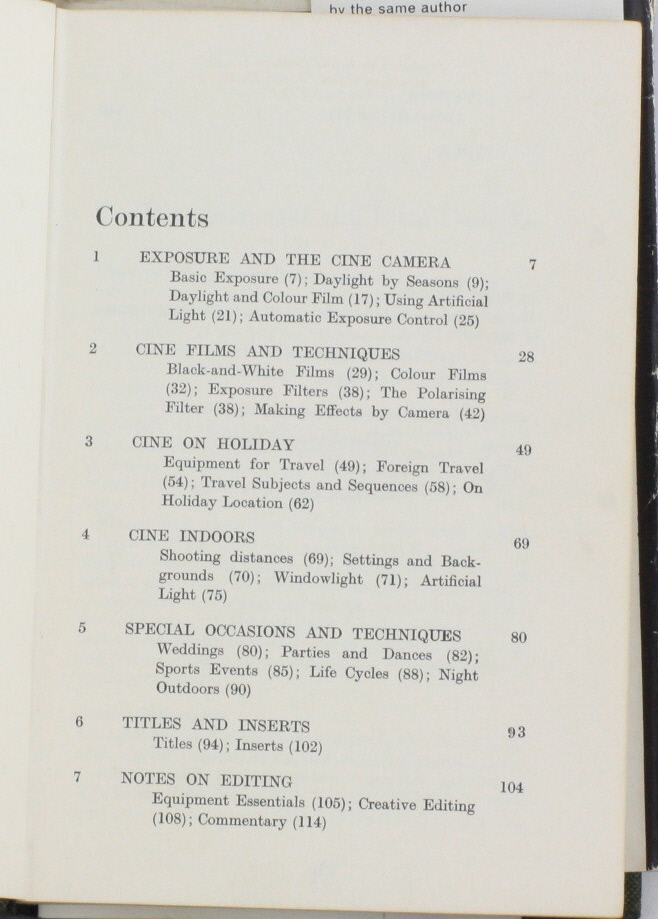 by the same author
Contents
1 EXPOSURE AND THE CINE CAMERA 7
Basic Exposure (7); Daylight by Seasons (9);
Daylight and Colour Film (17); Using Artificial
Light (21); Automatic Exposure Control (25)
2 CINE FILMS AND TECHNIQUES 28
Black-and-White Films (29); Colour Films
(32); Exposure Filters (38); The Polarising
Filter (38); Making Effects by Camera (42)
3 CINE ON HOLIDAY 49
Equipment for Travel (49); Foreign Travel
(54); Travel Subjects and Sequences (58); On
Holiday Location (62)
4 CINE INDOORS 69
Shooting distances (69); Settings and Back-
grounds (70); Windowlight (71); Artificial
Light (75)
5 SPECIAL OCCASIONS AND TECHNIQUES 80
Weddings (80); Parties and Dances (82);
Sports Events (85); Life Cycles (88); Night
Outdoors (90)
6 TITLES AND INSERTS 93
Titles (94); Inserts (102)
7 NOTES ON EDITING 104
Equipment Essentials (105); Creative Editing
(108); Commentary (114)